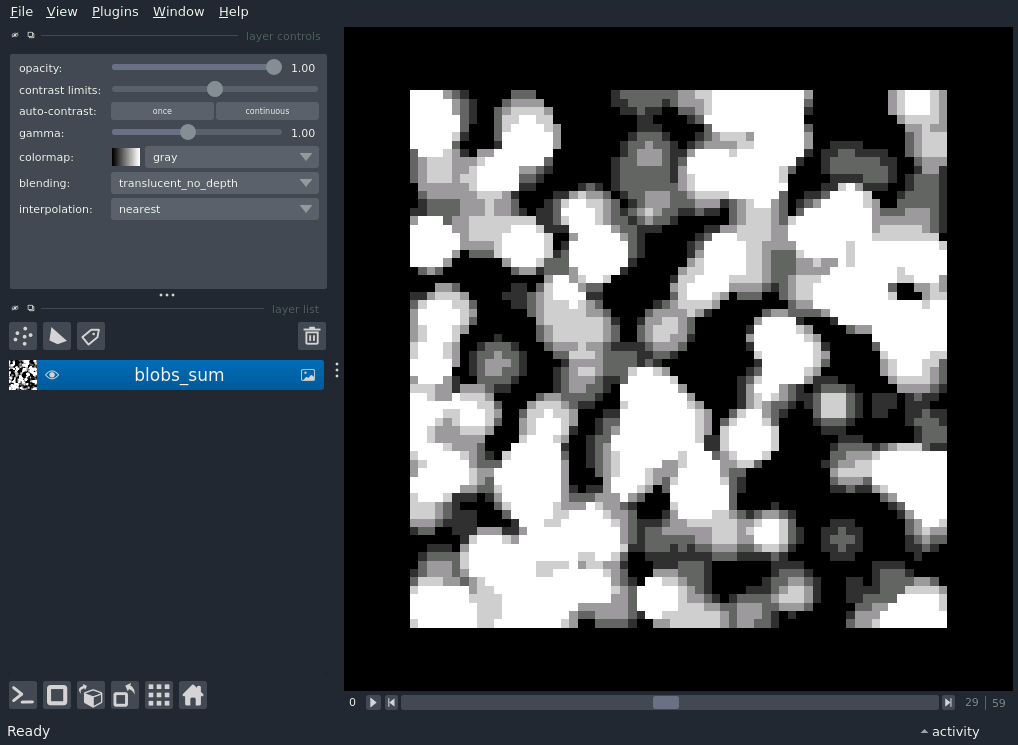 File View Plugins Window Help
layer controls
opacity: 1.00
contrast limits:
auto-contrast: once continuous
gamma: 1.00
colormap: gray
blending: translucent_no_depth
interpolation: nearest
layer list
blobs_sum
0 29 59
Ready activity